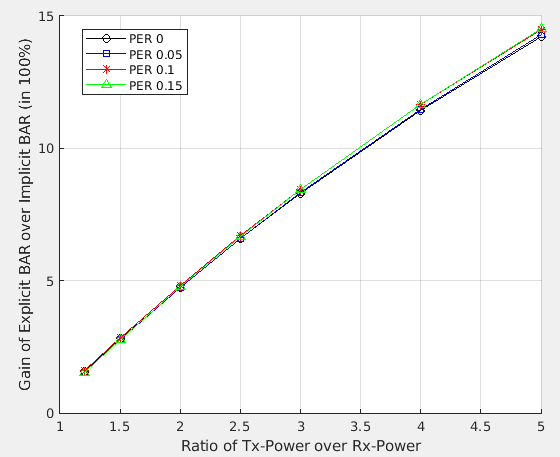 15
10
5
0
Gain of Explicit BAR over Implicit BAR (in 100%)
PER 0
PER 0.05
PER 0.1
PER 0.15
1 1.5 2 2.5 3 3.5 4 4.5 5
Ratio of Tx-Power over Rx-Power